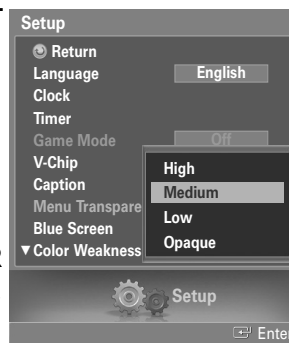 Setup
Return
Language English
Clock
Timer
Game Mode Off
V-Chip
Caption
Menu Transpare
Blue Screen
▼ Color Weakness
High
Medium
Low
Opaque
Setup
Enter